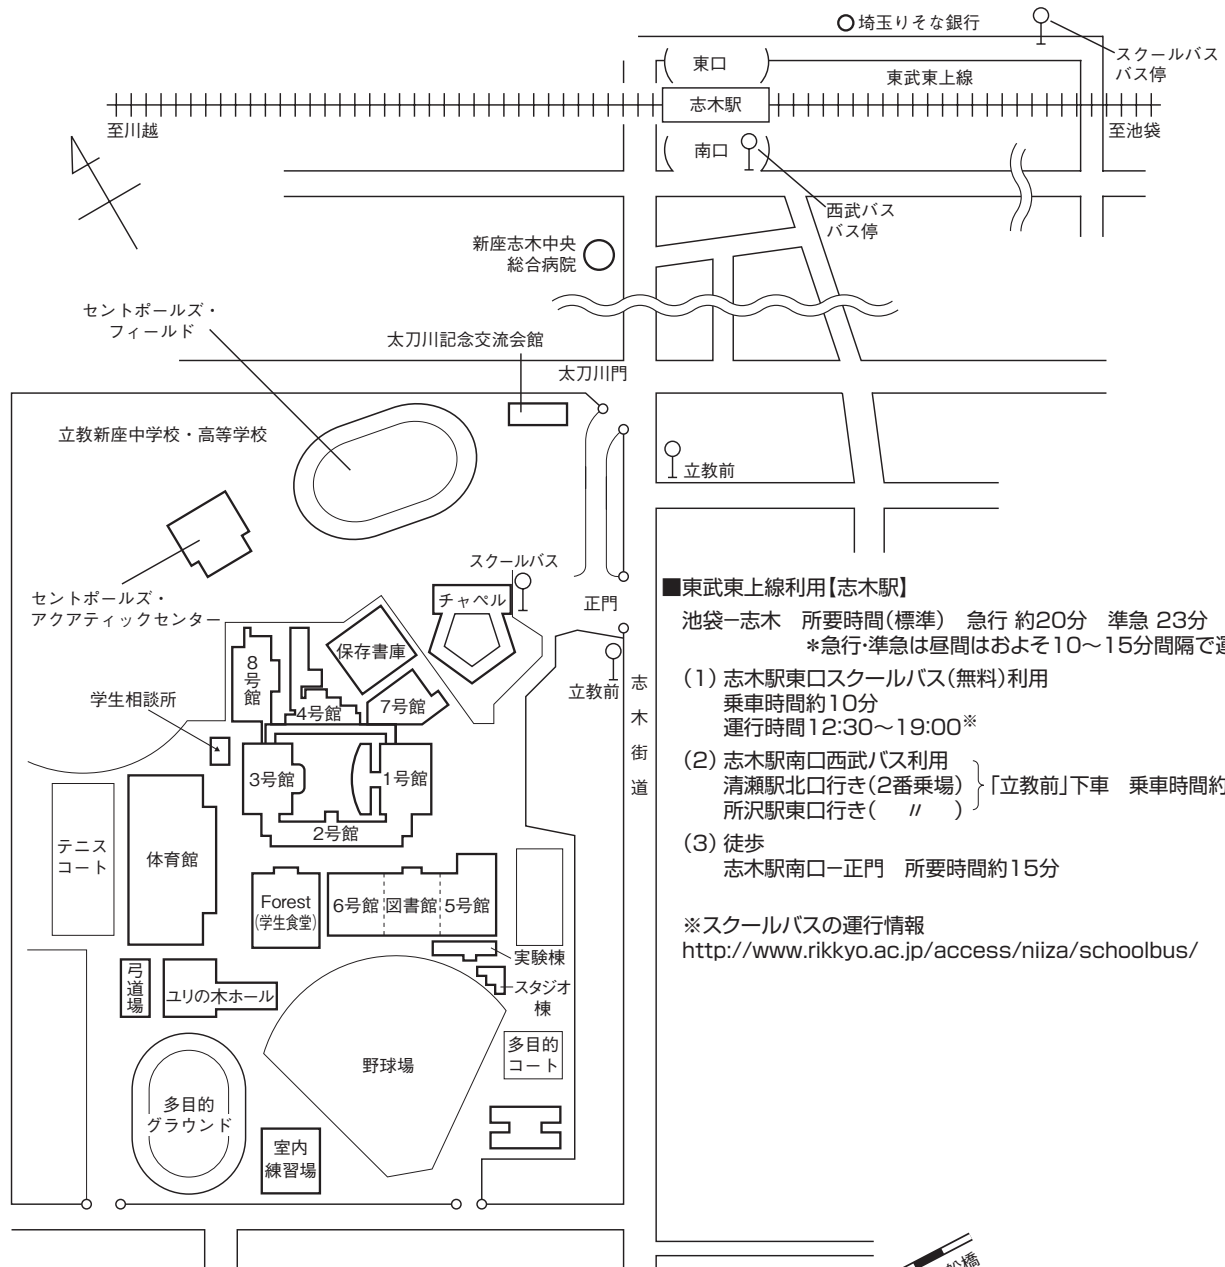 埼玉りそな銀行
スクールバス
バス停
東口
東武東上線
志木駅
至川越
至池袋
南口
西武バス
バス停
新座志木中央
総合病院
セントポールズ・
フィールド
太刀川記念交流会館
太刀川門
立教新座中学校・高等学校
立教前
スクールバス
セントポールズ・
アクアティックセンター
チャペル
正門
保存書庫
8号館
立教前
志木街道
学生相談所
4号館
7号館
3号館
1号館
2号館
テニス
コート
体育館
Forest
(学生食堂)
6号館
図書館
5号館
実験棟
弓道場
ユリの木ホール
スタジオ
棟
多目的
コート
野球場
多目的
グラウンド
室内
練習場
■東武東上線利用【志木駅】
池袋−志木　所要時間(標準)　急行 約20分　準急 23分
*急行・準急は昼間はおよそ10〜15分間隔で
(1) 志木駅東口スクールバス(無料)利用
乗車時間約10分
運行時間12:30〜19:00※
(2) 志木駅南口西武バス利用
清瀬駅北口行き(2番乗場)
所沢駅東口行き(　〃　)
「立教前」下車　乗車時間約
(3) 徒歩
志木駅南口−正門　所要時間約15分
※スクールバスの運行情報
http://www.rikkyo.ac.jp/access/niiza/schoolbus/